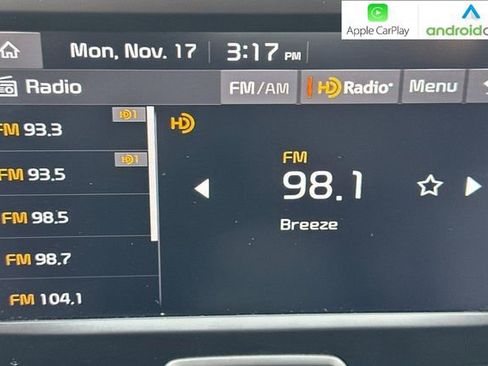 Apple CarPlay
Mon, Nov. 17 3:17 PM
Radio FM/AM HD Radio Menu
FM 93.3 HD1
FM 93.5 HD1
FM 98.5
FM 98.7
FM 104.1
HD
FM
98.1
Breeze